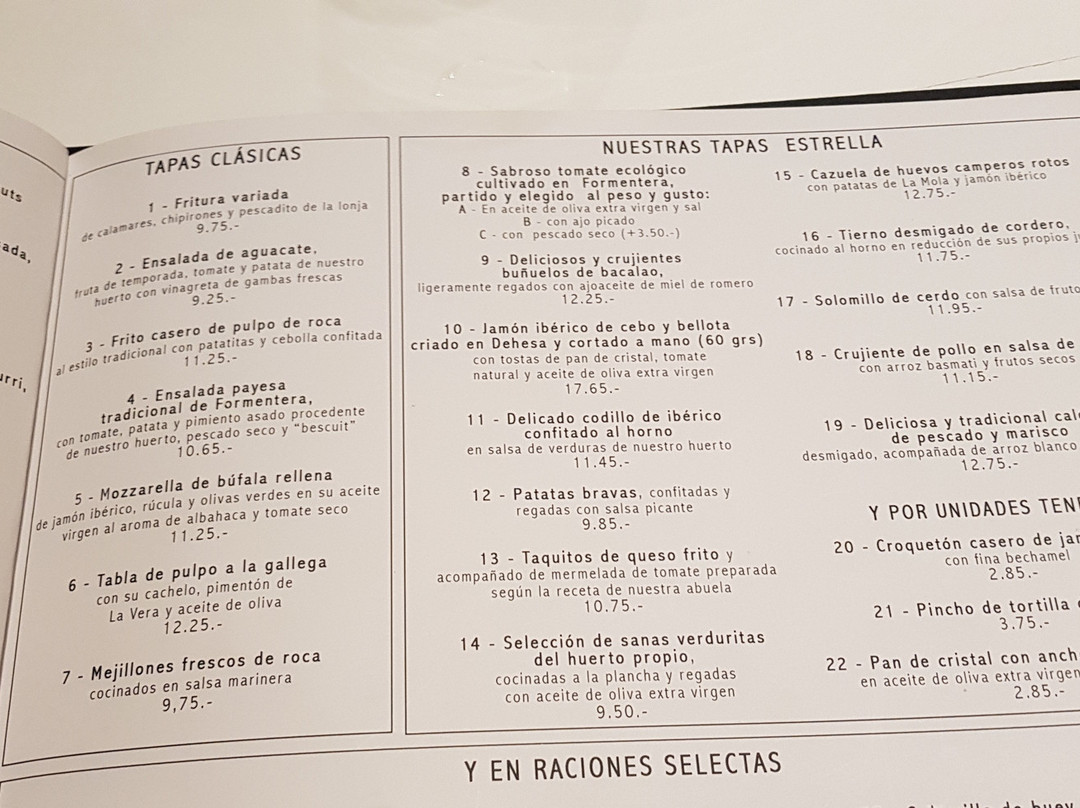 uts
ada,
urri,
TAPAS CLÁSICAS
1 - Fritura variada
de calamares, chipirones y pescadito de la lonja
9.75.-
2 - Ensalada de aguacate,
fruta de temporada, tomate y patata de nuestro
huerto con vinagreta de gambas frescas
9.25.-
3 - Frito casero de pulpo de roca
al estilo tradicional con patatitas y cebolla confitada
11.25.-
4 - Ensalada payesa
tradicional de Formentera,
con tomate, patata y pimiento asado procedente
de nuestro huerto, pescado seco y “bescuit”
10.65.-
5 - Mozzarella de búfala rellena
de jamón ibérico, rúcula y olivas verdes en su aceite
virgen al aroma de albahaca y tomate seco
11.25.-
6 - Tabla de pulpo a la gallega
con su cachelo, pimentón de
La Vera y aceite de oliva
12.25.-
7 - Mejillones frescos de roca
cocinados en salsa marinera
9,75.-
NUESTRAS TAPAS ESTRELLA
8 - Sabroso tomate ecológico
cultivado en Formentera,
partido y elegido al peso y gusto:
A - En aceite de oliva extra virgen y sal
B - con ajo picado
C - con pescado seco (+3.50.-)
9 - Deliciosos y crujientes
buñuelos de bacalao,
ligeramente regados con ajoaceite de miel de romero
12.25.-
10 - Jamón ibérico de cebo y bellota
criado en Dehesa y cortado a mano (60 grs)
con tostas de pan de cristal, tomate
natural y aceite de oliva extra virgen
17.65.-
11 - Delicado codillo de ibérico
confitado al horno
en salsa de verduras de nuestro huerto
11.45.-
12 - Patatas bravas, confitadas y
regadas con salsa picante
9.85.-
13 - Taquitos de queso frito y
acompañado de mermelada de tomate preparada
según la receta de nuestra abuela
10.75.-
14 - Selección de sanas verduritas
del huerto propio,
cocinadas a la plancha y regadas
con aceite de oliva extra virgen
9.50.-
15 - Cazuela de huevos camperos rotos
con patatas de La Mola y jamón ibérico
12.75.-
16 - Tierno desmigado de cordero,
cocinado al horno en reducción de sus propios
11.75.-
17 - Solomillo de cerdo con salsa de fruto
11.95.-
18 - Crujiente de pollo en salsa de
con arroz basmati y frutos secos
11.15.-
19 - Deliciosa y tradicional cal
de pescado y marisco
desmigado, acompañada de arroz blanco
12.75.-
Y POR UNIDADES TEN
20 - Croquetón casero de jar
con fina bechamel
2.85.-
21 - Pincho de tortilla
3.75.-
22 - Pan de cristal con anch
en aceite de oliva extra virgen
2.85.-
Y EN RACIONES SELECTAS